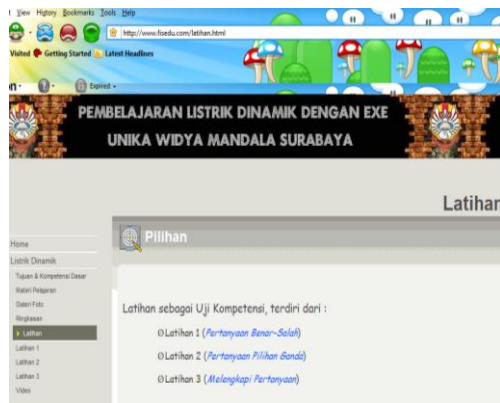 View History Bookmarks Tools Help
http://www.fisedu.com/latihan.html
Visited Getting Started Latest Headlines
Expired
PEMBELAJARAN LISTRIK DINAMIK DENGAN EXE
UNIKA WIDYA MANDALA SURABAYA
Latihan
Pilihan
Home
Listrik Dinamik
Tujuan & Kompetensi Dasar
Materi Pelajaran
Galeri Foto
Ringkasan
Latihan
Latihan 1
Latihan 2
Latihan 3
Video
Latihan sebagai Uji Kompetensi, terdiri dari :
Latihan 1 (Pertanyaan Benar-Salah)
Latihan 2 (Pertanyaan Pilihan Ganda)
Latihan 3 (Melengkapi Pertanyaan)